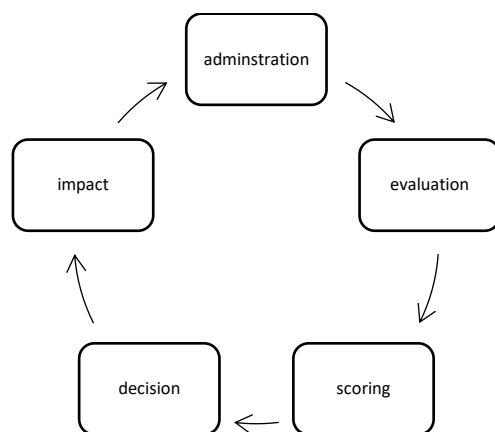 adminstration
evaluation
scoring
decision
impact